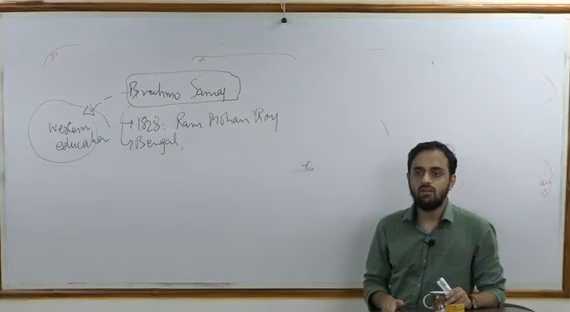 Brahmo Samaj
Western
education
→ 1828. Ram Mohan Roy
→ Bengal.